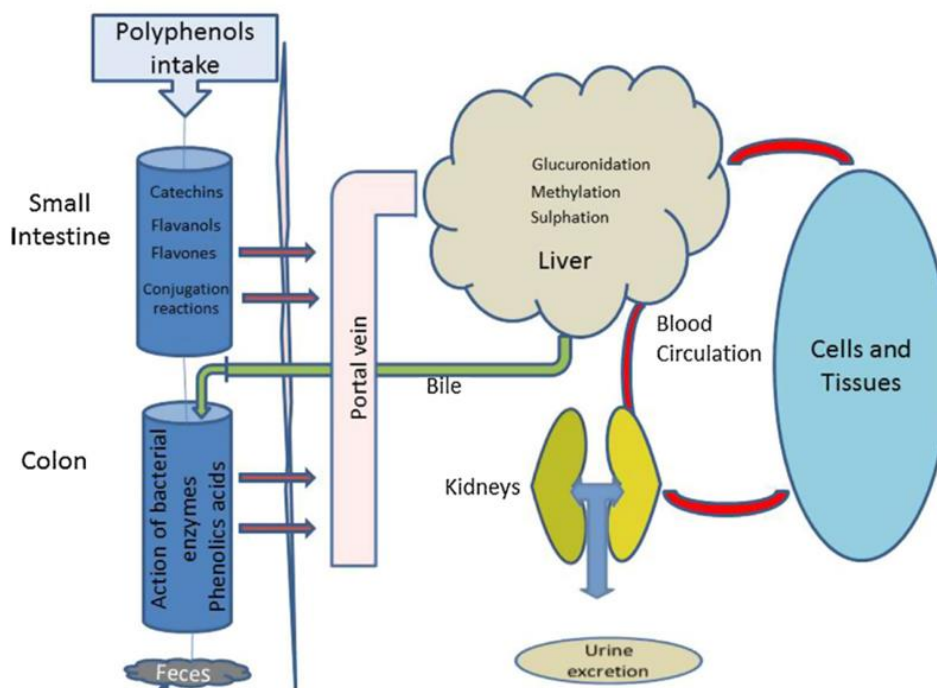 Polyphenols
intake
Small
Intestine
Catechins
Flavanols
Flavones
Conjugation
reactions
Colon
Action of bacterial
enzymes
Phenolics acids
Feces
Portal vein
Bile
Glucuronidation
Methylation
Sulphation
Liver
Blood
Circulation
Kidneys
Urine
excretion
Cells and
Tissues